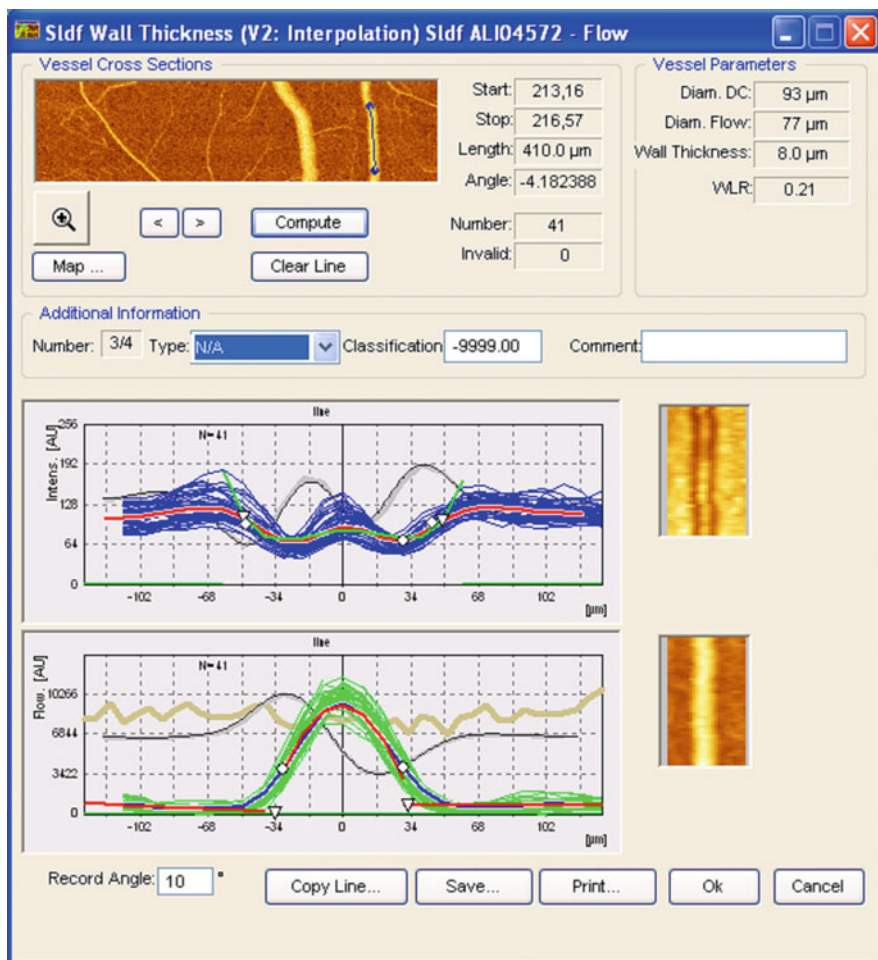 Sldf Wall Thickness (V2: Interpolation) Sldf ALI04572 - Flow
Vessel Cross Sections
Start: 213,16
Stop: 216,57
Length: 410.0 µm
Angle: -4.182388
Number: 41
Invalid: 0
< > Compute
Map ... Clear Line
Vessel Parameters
Diam. DC: 93 µm
Diam. Flow: 77 µm
Wall Thickness: 8.0 µm
WLR: 0.21
Additional Information
Number: 3/4 Type: N/A Classification -9999.00 Comment:
line
Intens. [AU]
N=41
256
192
128
64
0
-102 -68 -34 0 34 68 102
[µm]
line
Flow. [AU]
N=41
10266
6844
3422
0
-102 -68 -34 0 34 68 102
[µm]
Record Angle: 10 °
Copy Line... Save... Print... Ok Cancel